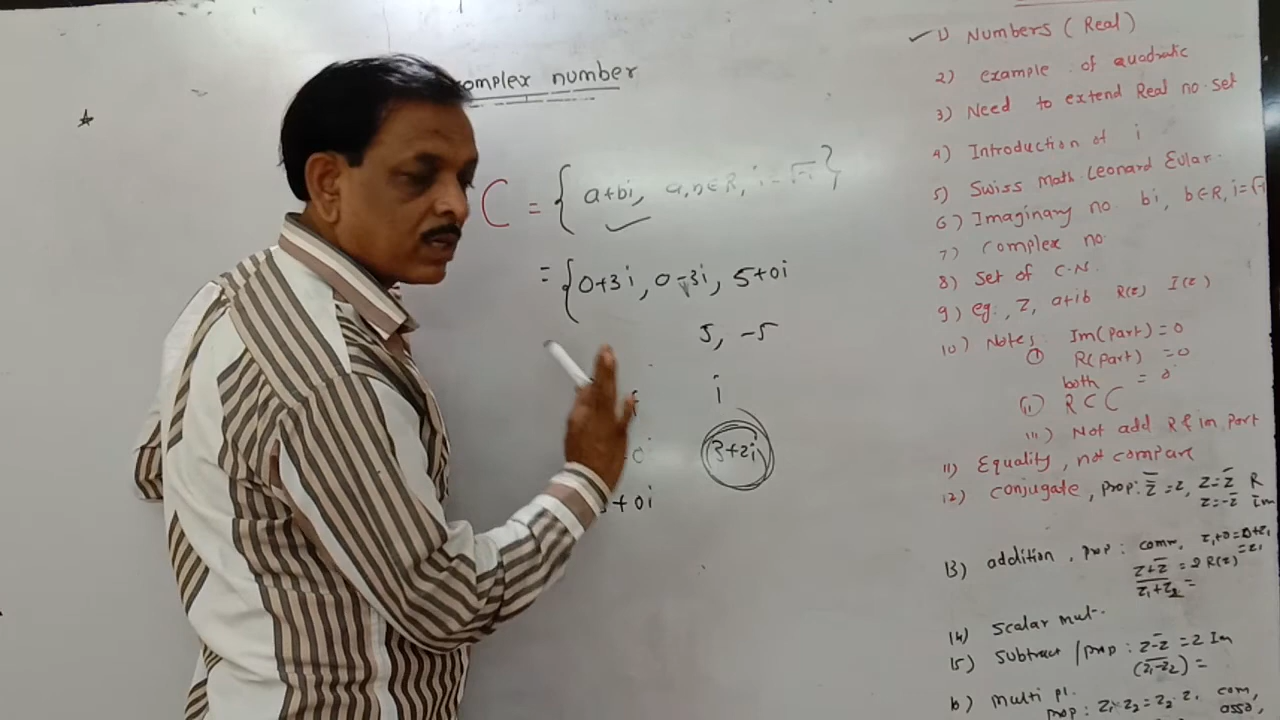 omplex number
C = { a+bi, a,b∈R, i=√-1 }
= { 0+3i, 0-3i, 5+0i
5, -5
i
3+2i
+0i
1) Numbers (Real)
2) example of quadratic
3) Need to extend Real no. set
4) Introduction of i
5) Swiss Math Leonard Eular.
6) Imaginary no bi, b∈R, i=√-1
7) Complex no
8) Set of C.N.
9) eg:, Z, a+ib R(z) I(z)
10) Notes: Im(part) = 0
① R(part) = 0
both = 0
(ii) R⊂C
iii) Not add R & im part
11) Equality, not compare
12) conjugate, prop: z̿ = z, z = z̄ R
z = -z̄ Im
13) addition, prop: comm, z₁+0=0+z₁
=z₁
z+z̄ = 2 R(z)
z₁+z₂ =
14) Scalar mul-.
15) Subtract / prop: z-z̄ = 2 Im
(z₁-z₂) =
6) multi pl.
prop: z₁·z₂ = z₂·z₁ com,
asso,